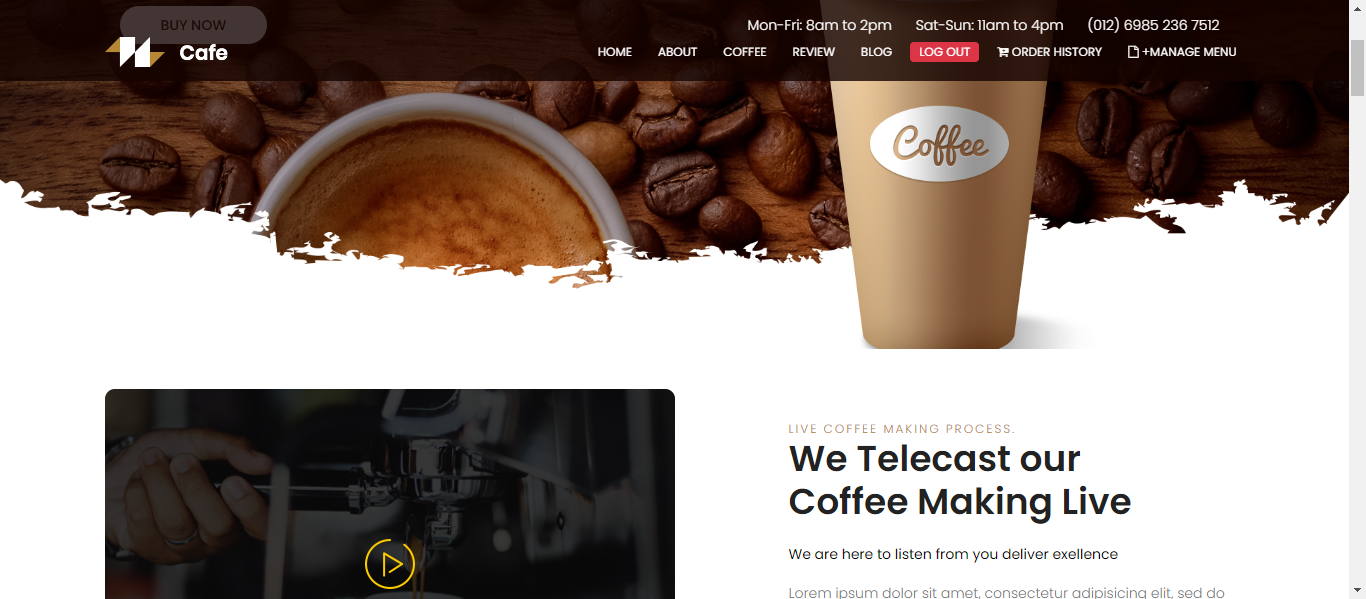 BUY NOW
Mon-Fri: 8am to 2pm Sat-Sun: 11am to 4pm (012) 6985 236 7512
Cafe
HOME ABOUT COFFEE REVIEW BLOG LOG OUT ORDER HISTORY +MANAGE MENU
Coffee
LIVE COFFEE MAKING PROCESS.
We Telecast our
Coffee Making Live
We are here to listen from you deliver exellence
Lorem ipsum dolor sit amet, consectetur adipisicing elit, sed do